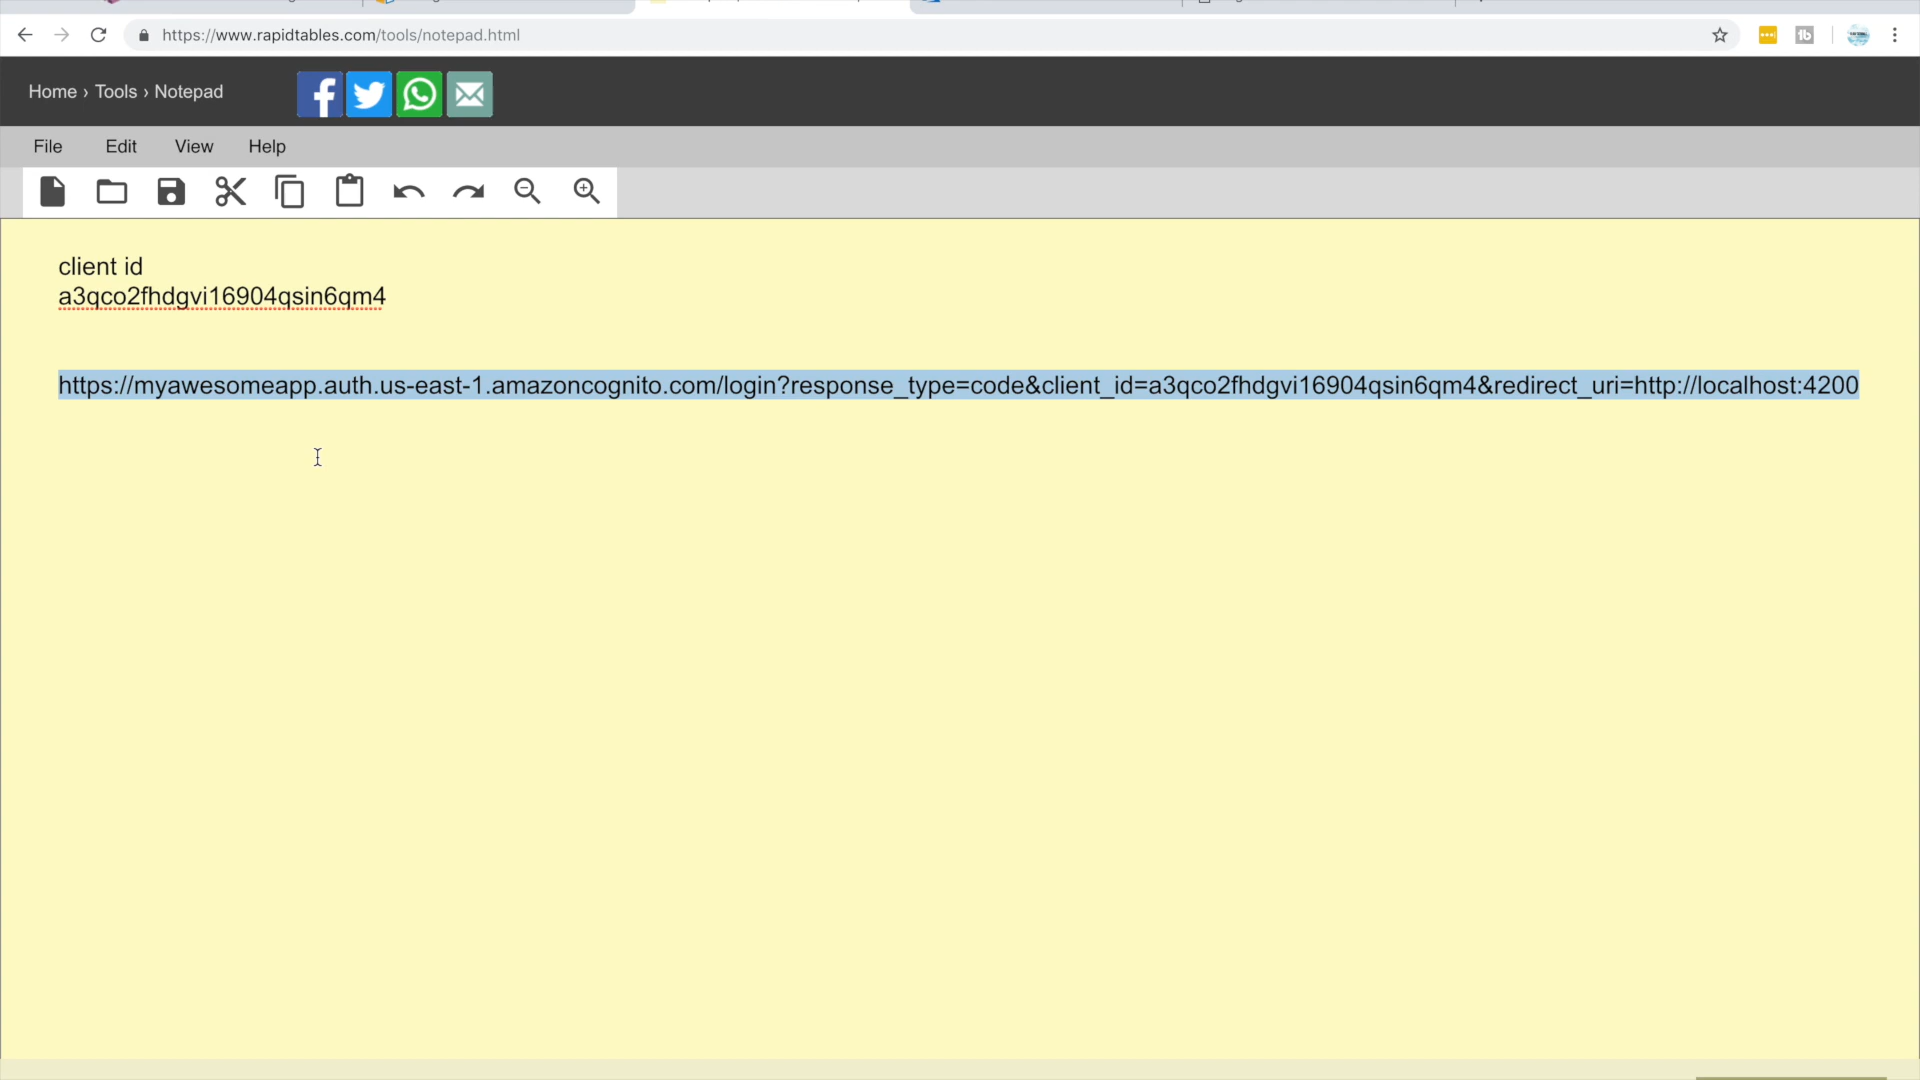 https://www.rapidtables.com/tools/notepad.html
Home › Tools › Notepad
File Edit View Help
client id
a3qco2fhdgvi16904qsin6qm4
https://myawesomeapp.auth.us-east-1.amazoncognito.com/login?response_type=code&client_id=a3qco2fhdgvi16904qsin6qm4&redirect_uri=http://localhost:4200